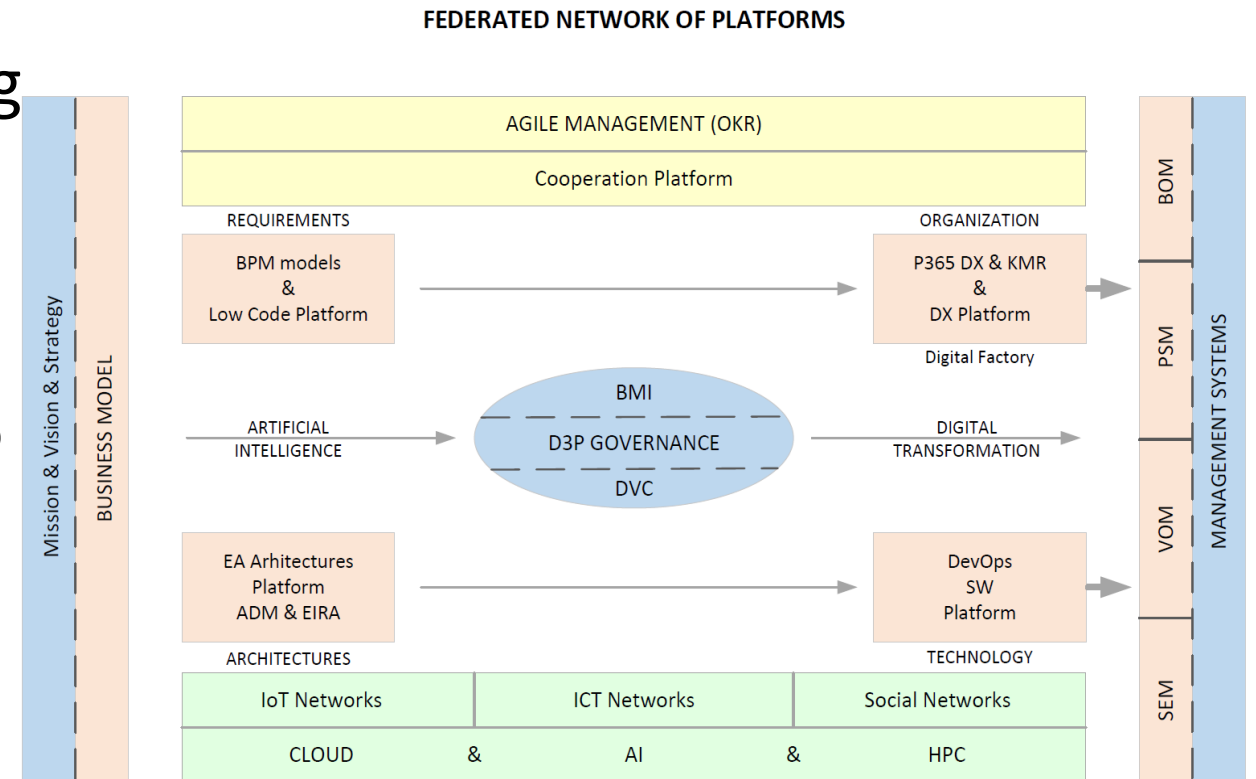 FEDERATED NETWORK OF PLATFORMS
g
Mission & Vision & Strategy
BUSINESS MODEL
AGILE MANAGEMENT (OKR)
Cooperation Platform
REQUIREMENTS
BPM models
&
Low Code Platform
ORGANIZATION
P365 DX & KMR
&
DX Platform
Digital Factory
ARTIFICIAL
INTELLIGENCE
BMI
D3P GOVERNANCE
DVC
DIGITAL
TRANSFORMATION
EA Arhitectures
Platform
ADM & EIRA
ARCHITECTURES
DevOps
SW
Platform
TECHNOLOGY
IoT Networks
ICT Networks
Social Networks
CLOUD & AI & HPC
BOM
PSM
VOM
SEM
MANAGEMENT SYSTEMS